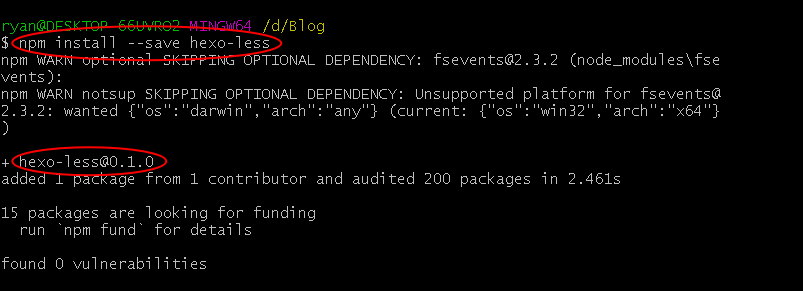 ryan@DESKTOP-66UVRO2 MINGW64 /d/Blog
$ npm install --save hexo-less
npm WARN optional SKIPPING OPTIONAL DEPENDENCY: fsevents@2.3.2 (node_modules\fse
vents):
npm WARN notsup SKIPPING OPTIONAL DEPENDENCY: Unsupported platform for fsevents@
2.3.2: wanted {"os":"darwin","arch":"any"} (current: {"os":"win32","arch":"x64"}
)
+ hexo-less@0.1.0
added 1 package from 1 contributor and audited 200 packages in 2.461s
15 packages are looking for funding
run `npm fund` for details
found 0 vulnerabilities